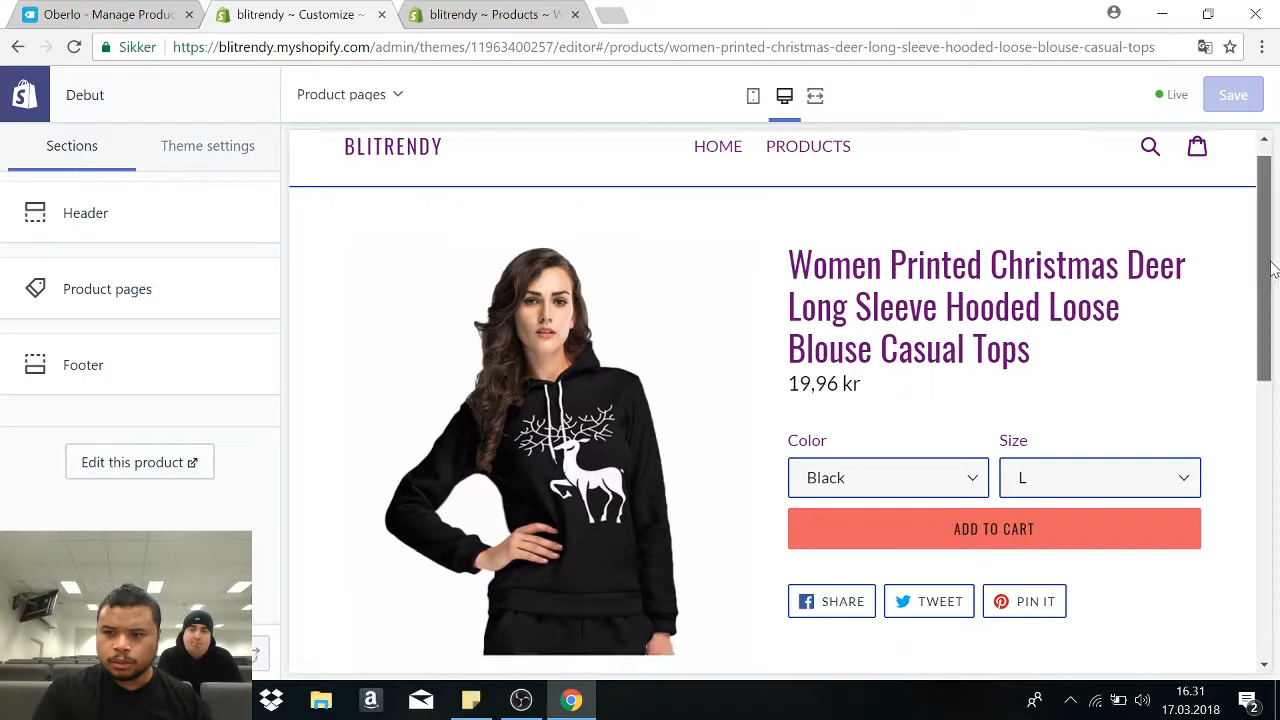 Oberlo - Manage Produc
blitrendy ~ Customize ~
blitrendy ~ Products ~
Sikker
https://blitrendy.myshopify.com/admin/themes/11963400257/editor#/products/women-printed-christmas-deer-long-sleeve-hooded-loose-blouse-casual-tops
Debut
Product pages
Live
Save
Sections
Theme settings
Header
Product pages
Footer
Edit this product
BLITRENDY
HOME
PRODUCTS
Women Printed Christmas Deer
Long Sleeve Hooded Loose
Blouse Casual Tops
19,96 kr
Color
Size
Black
L
ADD TO CART
SHARE
TWEET
PIN IT
16.31
17.03.2018
2